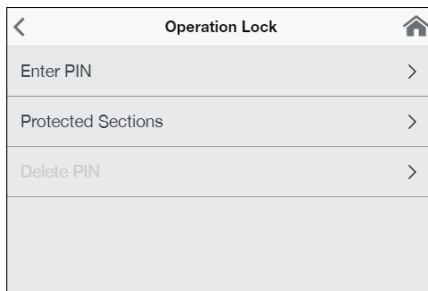 Operation Lock
Enter PIN
Protected Sections
Delete PIN